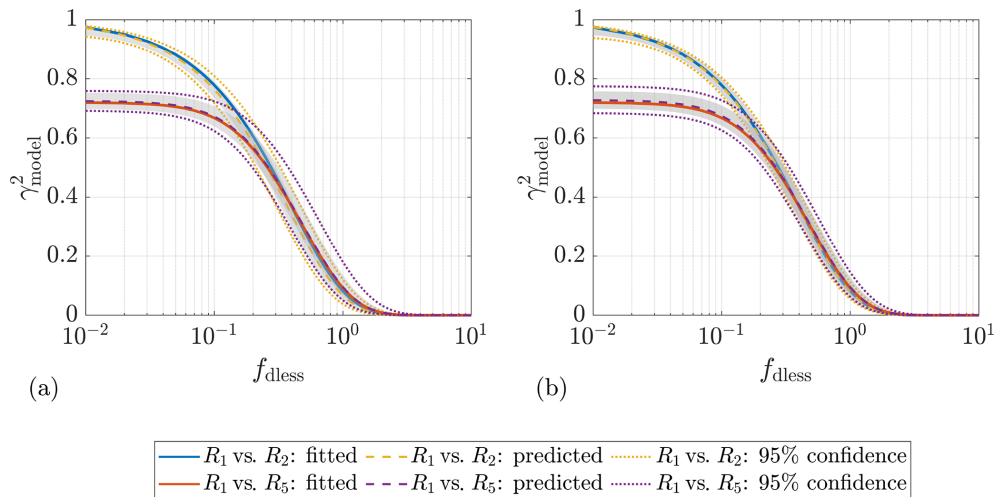 1
0.8
0.6
0.4
0.2
0
γ²model
10⁻² 10⁻¹ 10⁰ 10¹
fdless
(a)
1
0.8
0.6
0.4
0.2
0
γ²model
10⁻² 10⁻¹ 10⁰ 10¹
fdless
(b)
R₁ vs. R₂: fitted R₁ vs. R₂: predicted R₁ vs. R₂: 95% confidence
R₁ vs. R₅: fitted R₁ vs. R₅: predicted R₁ vs. R₅: 95% confidence